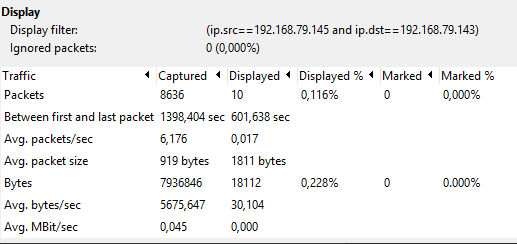 Display
Display filter: (ip.src==192.168.79.145 and ip.dst==192.168.79.143)
Ignored packets: 0 (0,000%)
Traffic Captured Displayed Displayed % Marked Marked %
Packets 8636 10 0,116% 0 0,000%
Between first and last packet 1398,404 sec 601,638 sec
Avg. packets/sec 6,176 0,017
Avg. packet size 919 bytes 1811 bytes
Bytes 7936846 18112 0,228% 0 0.000%
Avg. bytes/sec 5675,647 30,104
Avg. MBit/sec 0,045 0,000